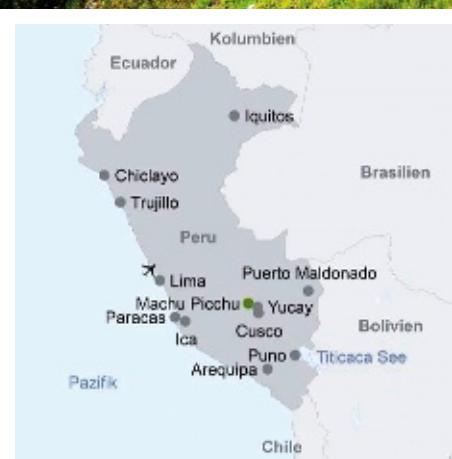 Kolumbien
Ecuador
Iquitos
Brasilien
Chiclayo
Trujillo
Peru
Puerto Maldonado
Lima
Machu Picchu
Yucay
Paracas
Cusco
Bolivien
Ica
Puno
Titicaca See
Arequipa
Pazifik
Chile